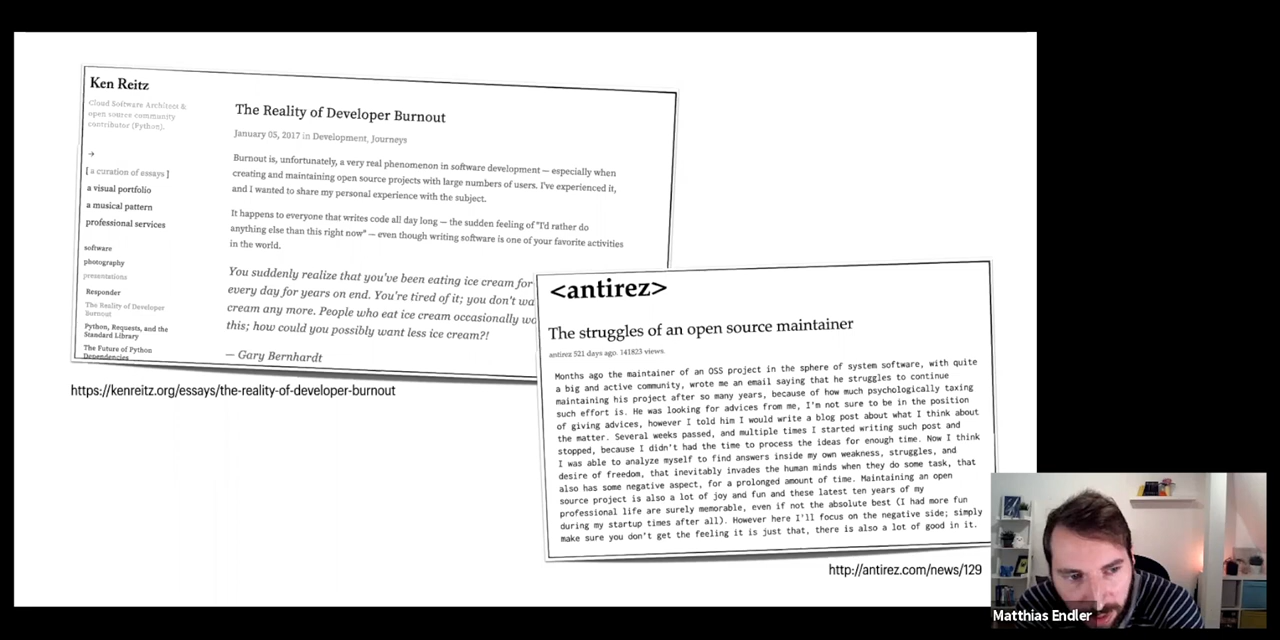 Ken Reitz
Cloud Software Architect &
open source community
contributor (Python).
→
[ a curation of essays ]
a visual portfolio
a musical pattern
professional services
software
photography
presentations
Responder
The Reality of Developer
Burnout
Python, Requests, and the
Standard Library
The Future of Python
Dependencies
The Reality of Developer Burnout
January 05, 2017 in Development, Journeys
Burnout is, unfortunately, a very real phenomenon in software development — especially when
creating and maintaining open source projects with large numbers of users. I've experienced it,
and I wanted to share my personal experience with the subject.
It happens to everyone that writes code all day long — the sudden feeling of "I'd rather do
anything else than this right now" — even though writing software is one of your favorite activities
in the world.
You suddenly realize that you've been eating ice cream for
every day for years on end. You're tired of it; you don't wa
cream any more. People who eat ice cream occasionally wo
this; how could you possibly want less ice cream?!
— Gary Bernhardt
https://kenreitz.org/essays/the-reality-of-developer-burnout
<antirez>
The struggles of an open source maintainer
antirez 521 days ago. 141823 views.
Months ago the maintainer of an OSS project in the sphere of system software, with quite
a big and active community, wrote me an email saying that he struggles to continue
maintaining his project after so many years, because of how much psychologically taxing
such effort is. He was looking for advices from me, I'm not sure to be in the position
of giving advices, however I told him I would write a blog post about what I think about
the matter. Several weeks passed, and multiple times I started writing such post and
stopped, because I didn't had the time to process the ideas for enough time. Now I think
I was able to analyze myself to find answers inside my own weakness, struggles, and
desire of freedom, that inevitably invades the human minds when they do some task, that
also has some negative aspect, for a prolonged amount of time. Maintaining an open
source project is also a lot of joy and fun and these latest ten years of my
professional life are surely memorable, even if not the absolute best (I had more fun
during my startup times after all). However here I'll focus on the negative side; simply
make sure you don't get the feeling it is just that, there is also a lot of good in it.
http://antirez.com/news/129
Matthias Endler